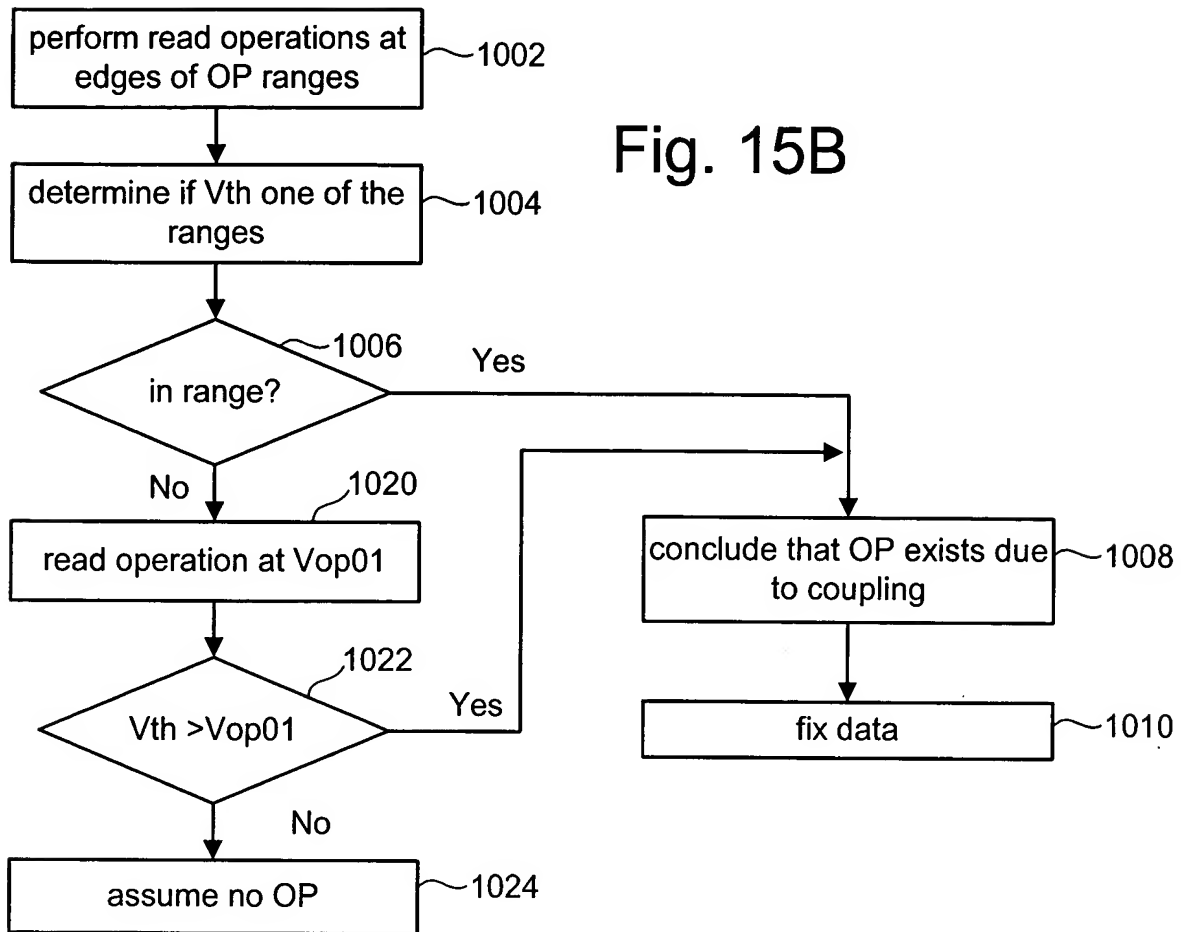 perform read operations at
edges of OP ranges
1002
Fig. 15B
determine if Vth one of the
ranges
1004
in range?
1006
Yes
No
1020
read operation at Vop01
conclude that OP exists due
to coupling
1008
1022
Vth >Vop01
Yes
fix data
1010
No
assume no OP
1024